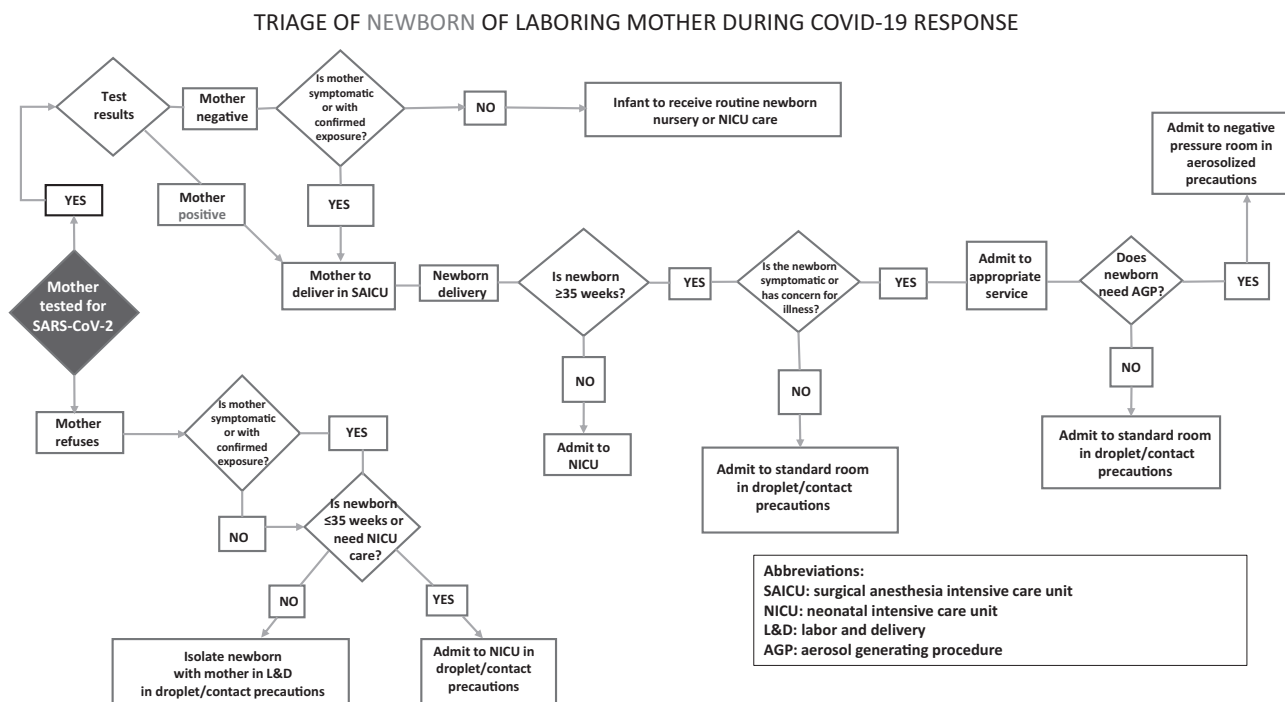 TRIAGE OF NEWBORN OF LABORING MOTHER DURING COVID-19 RESPONSE
Test
results
Mother
negative
Is mother
symptomatic
or with
confirmed
exposure?
NO
Infant to receive routine newborn
nursery or NICU care
Admit to negative
pressure room in
aerosolized
precautions
YES
Mother
positive
YES
Mother
tested for
SARS-CoV-2
Mother to
deliver in SAICU
Newborn
delivery
Is newborn
≥35 weeks?
YES
Is the newborn
symptomatic or
has concern for
illness?
YES
Admit to
appropriate
service
Does
newborn
need AGP?
YES
NO
NO
NO
Admit to
NICU
Admit to standard room
in droplet/contact
precautions
Admit to standard room
in droplet/contact
precautions
Mother
refuses
Is mother
symptomatic
or with
confirmed
exposure?
YES
NO
Is newborn
≤35 weeks or
need NICU
care?
NO
YES
Isolate newborn
with mother in L&D
in droplet/contact precautions
Admit to NICU in
droplet/contact
precautions
Abbreviations:
SAICU: surgical anesthesia intensive care unit
NICU: neonatal intensive care unit
L&D: labor and delivery
AGP: aerosol generating procedure